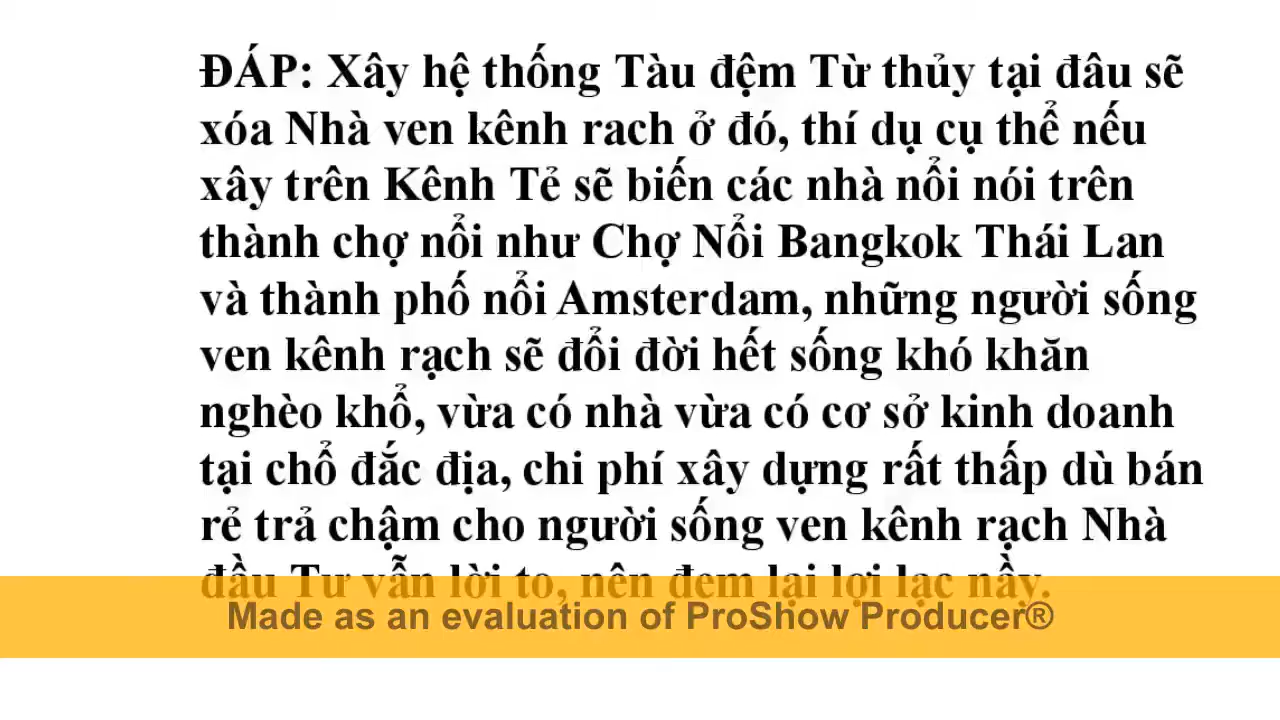 ĐÁP: Xây hệ thống Tàu đệm Từ thủy tại đâu sẽ
xóa Nhà ven kênh rach ở đó, thí dụ cụ thể nếu
xây trên Kênh Tẻ sẽ biến các nhà nổi nói trên
thành chợ nổi như Chợ Nổi Bangkok Thái Lan
và thành phố nổi Amsterdam, những người sống
ven kênh rạch sẽ đổi đời hết sống khó khăn
nghèo khổ, vừa có nhà vừa có cơ sở kinh doanh
tại chổ đắc địa, chi phí xây dựng rất thấp dù bán
rẻ trả chậm cho người sống ven kênh rạch Nhà
đầu Tư vẫn lời to, nên đem lại lợi lạc nầy.
Made as an evaluation of ProShow Producer®